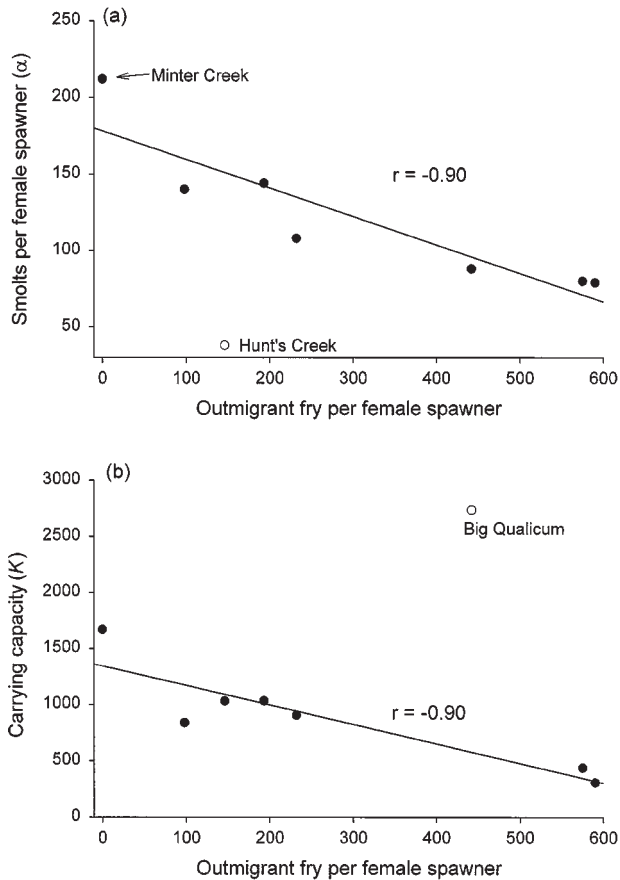 (a)
250
200
150
100
50
Smolts per female spawner (α)
Minter Creek
r = -0.90
Hunt's Creek
0 100 200 300 400 500 600
Outmigrant fry per female spawner
(b)
3000
2500
2000
1500
1000
500
0
Carrying capacity (K)
Big Qualicum
r = -0.90
0 100 200 300 400 500 600
Outmigrant fry per female spawner